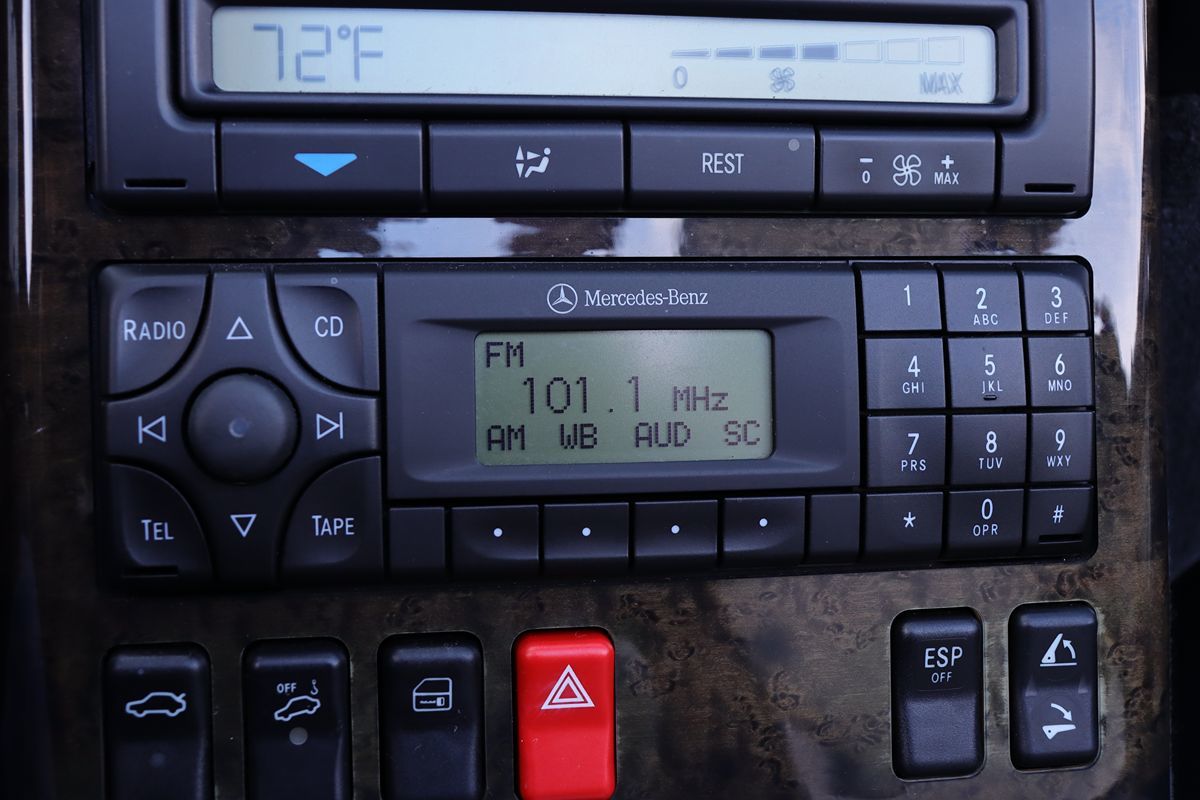 72°F
0 MAX
REST
- 0 + MAX
RADIO
CD
TEL
TAPE
Mercedes-Benz
FM
101.1 MHz
AM WB AUD SC
1
2 ABC
3 DEF
4 GHI
5 JKL
6 MNO
7 PRS
8 TUV
9 WXY
*
0 OPR
#
OFF
ESP
OFF